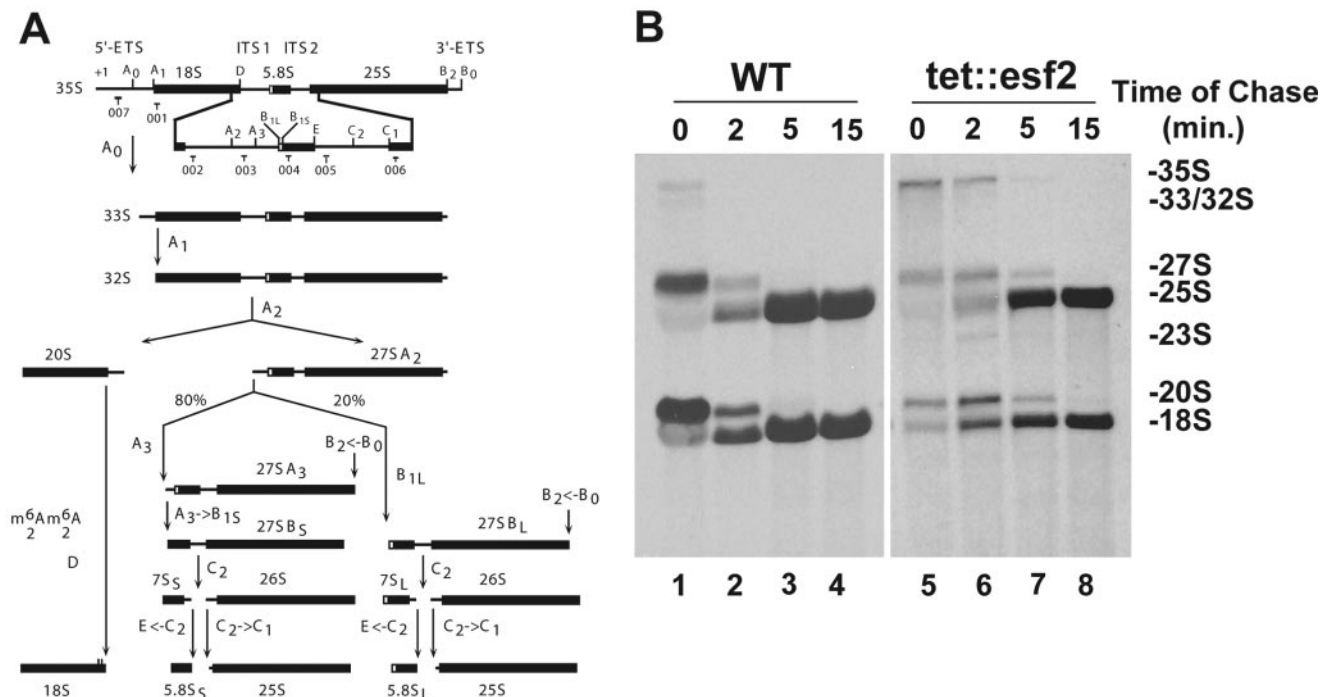 A
5'-ETS ITS1 ITS2 3'-ETS
+1 A0 A1 18S D 5.8S 25S B2 B0
35S
007 001
B1L B1S
A2 A3 E C2 C1
A0
002 003 004 005 006
33S
A1
32S
A2
20S 27S A2
80% 20%
A3 B2<-B0 B1L
27S A3
B2<-B0
A3->B1S
m62A m62A
27S BS 27S BL
D
C2 C2
7SS 26S 7SL 26S
E<-C2 C2->C1 E<-C2 C2->C1
18S 5.8SS 25S 5.8SL 25S
B
WT tet::esf2 Time of Chase
(min.)
0 2 5 15 0 2 5 15
-35S
-33/32S
-27S
-25S
-23S
-20S
-18S
1 2 3 4 5 6 7 8